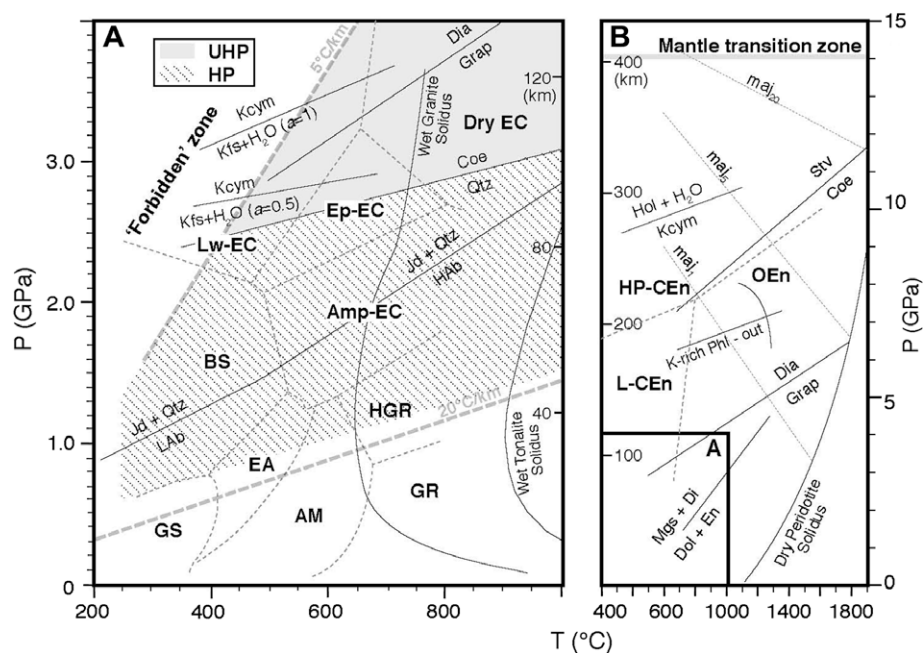 A
UHP
HP
5°C/km
Dia
Grap
120
(km)
Kcym
Kfs+H2O (a=1)
Wet Granite
Solidus
Dry EC
'Forbidden' zone
3.0
Kcym
Kfs+H2O (a=0.5)
Coe
Qtz
Ep-EC
Lw-EC
80
Jd + Qtz
HAb
2.0
Amp-EC
BS
20°C/km
Jd + Qtz
LAb
HGR
40
1.0
EA
Wet Tonalite
Solidus
GR
GS
AM
0
200
400
600
800
P (GPa)
B
15
Mantle transition zone
400
(km)
maj20
maj5
Stv
Coe
300
Hol + H2O
Kcym
10
maj1
OEn
HP-CEn
200
K-rich Phl - out
L-CEn
Dia
Grap
5
A
100
Mgs + Di
Dol + En
Dry Peridotite
Solidus
0
400
600
1000
1400
1800
P (GPa)
T (°C)